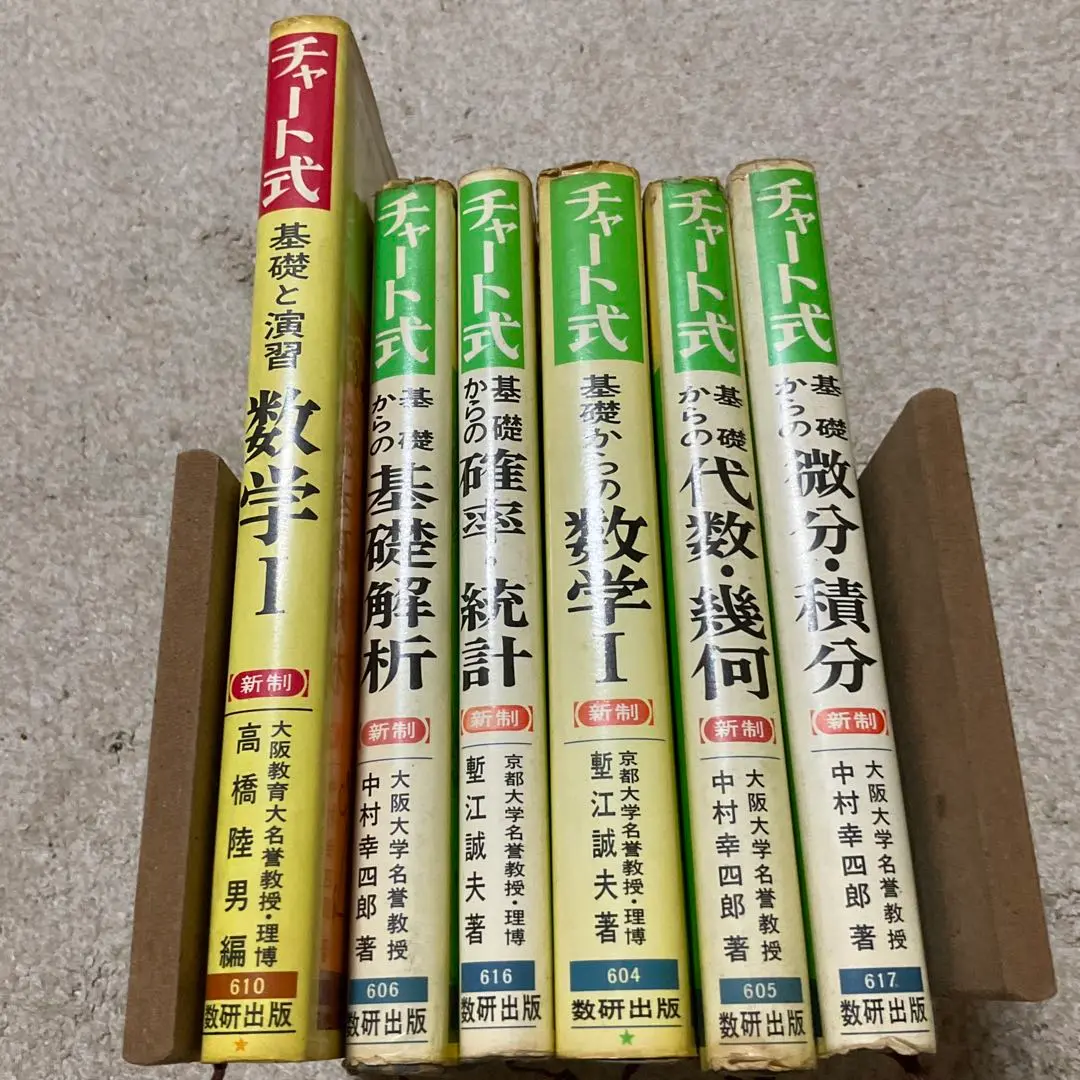 チャート式
基礎と演習
数学I
新制
大阪教育大名誉教授・理博
高橋陸男編
610
数研出版
チャート式
基礎
からの
基礎解析
新制
大阪大学名誉教授
中村幸四郎著
606
数研出版
チャート式
基礎
からの
確率・統計
新制
京都大学名誉教授・理博
塹江誠夫著
616
数研出版
チャート式
基礎からの
数学I
新制
京都大学名誉教授・理博
塹江誠夫著
604
数研出版
チャート式
基礎
からの
代数・幾何
新制
大阪大学名誉教授
中村幸四郎著
605
数研出版
チャート式
基礎
からの
微分・積分
新制
大阪大学名誉教授
中村幸四郎著
617
数研出版